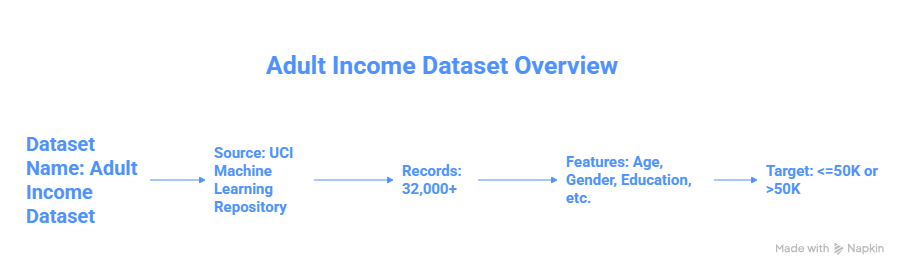 Adult Income Dataset Overview
Dataset
Name: Adult
Income
Dataset
Source: UCI
Machine
Learning
Repository
Records:
32,000+
Features: Age,
Gender, Education,
etc.
Target: <=50K or
>50K
Made with Napkin